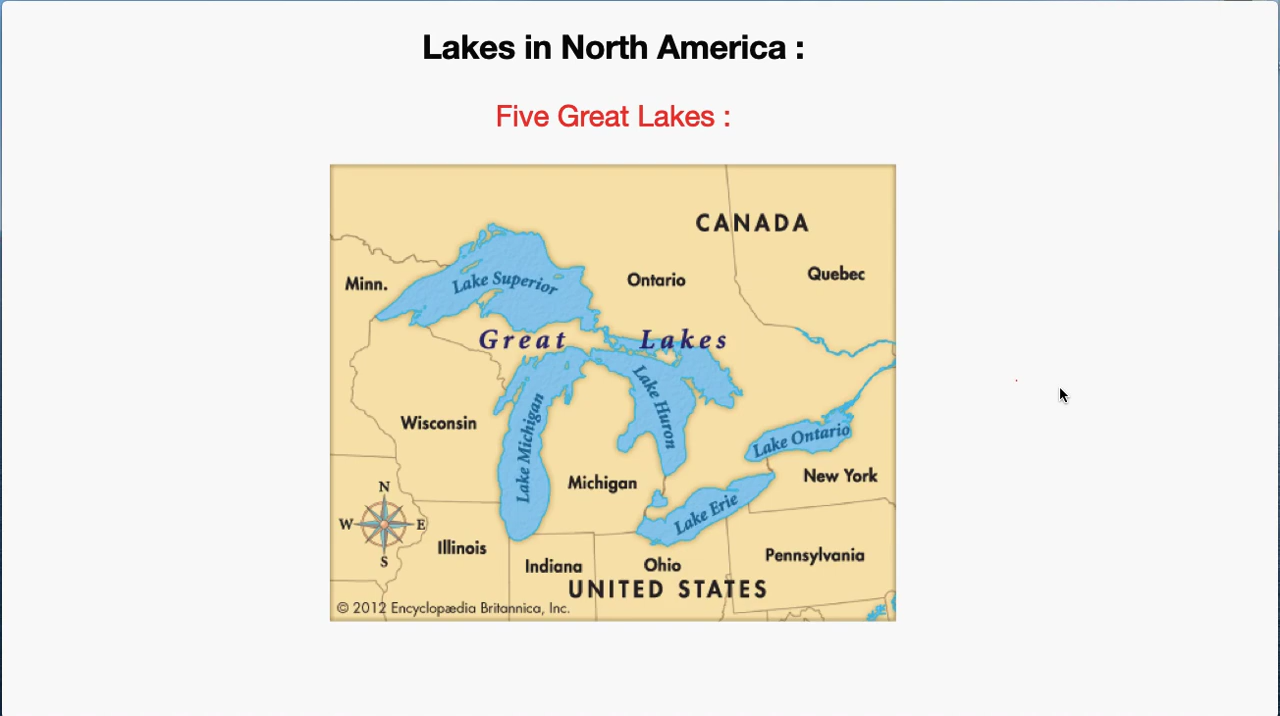 Lakes in North America :
Five Great Lakes :
CANADA
Minn.
Lake Superior
Ontario
Quebec
Great Lakes
Wisconsin
Lake Michigan
Lake Huron
Lake Ontario
Michigan
New York
N
W
E
S
Lake Erie
Illinois
Indiana
Ohio
Pennsylvania
UNITED STATES
© 2012 Encyclopædia Britannica, Inc.